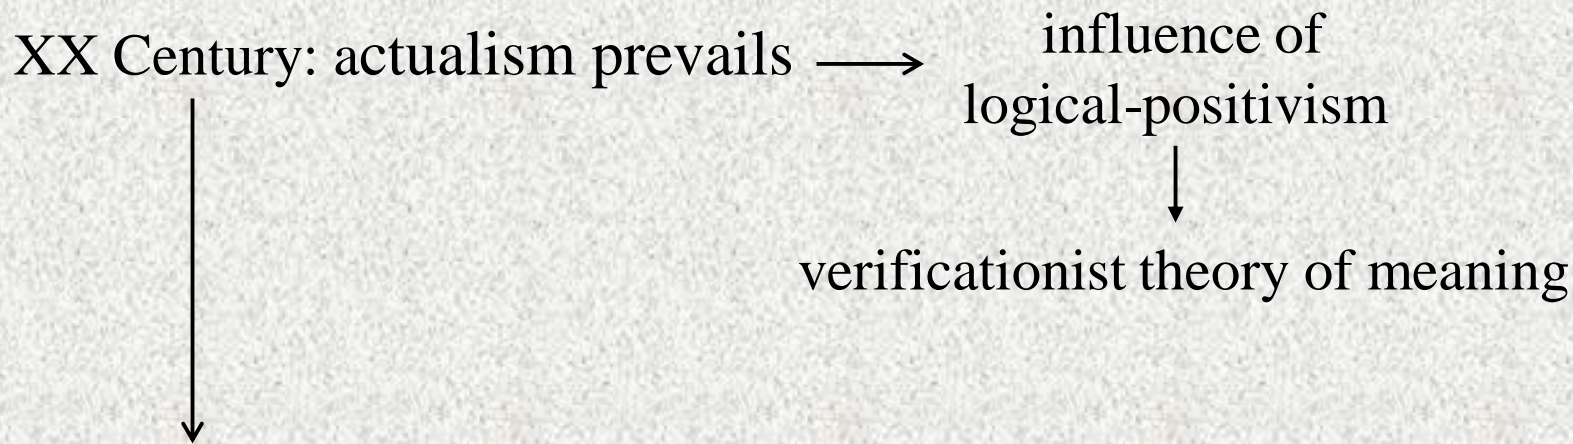 XX Century: actualism prevails
influence of
logical-positivism
verificationist theory of meaning